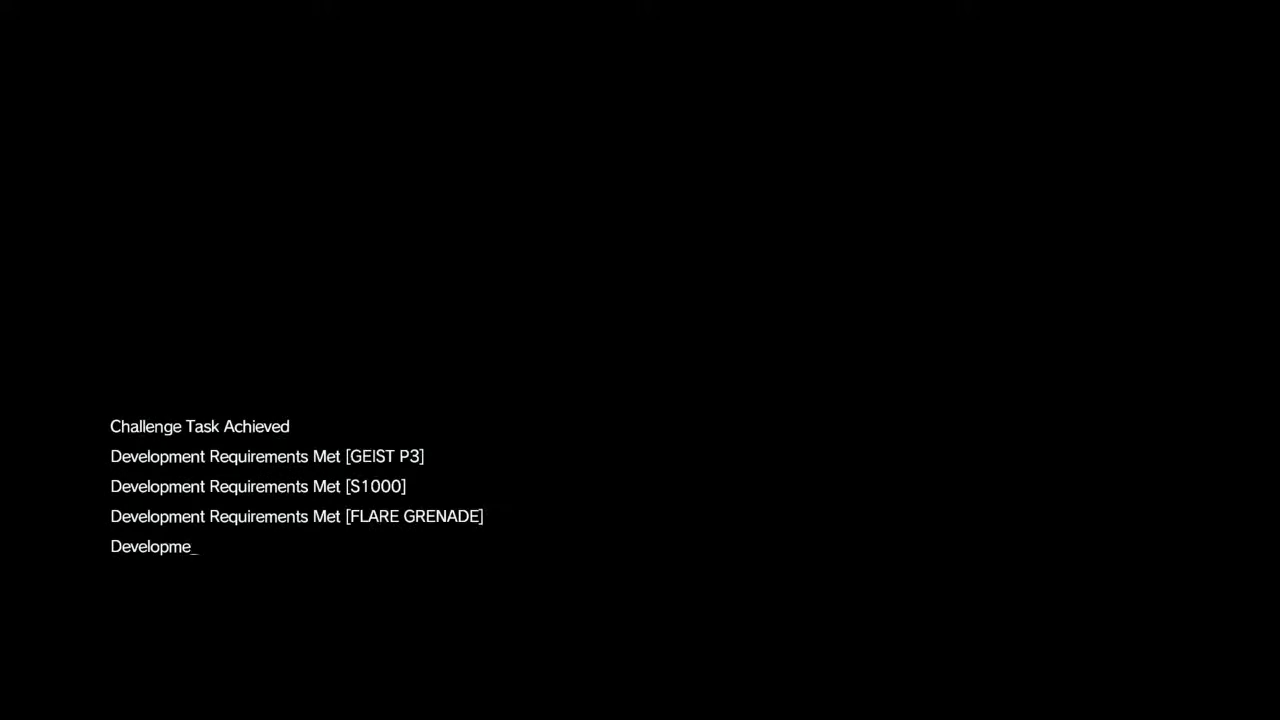 Challenge Task Achieved
Development Requirements Met [GEIST P3]
Development Requirements Met [S1000]
Development Requirements Met [FLARE GRENADE]
Developme_